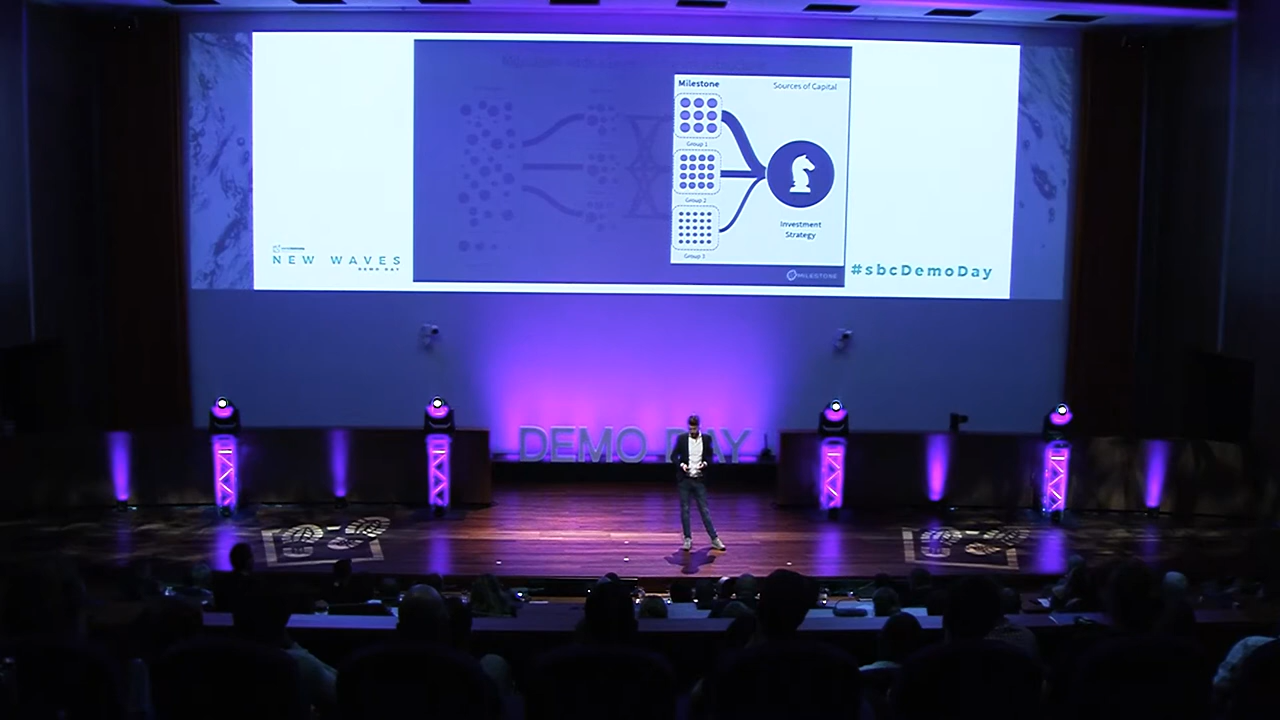 Milestone
Sources of Capital
Group 1
Group 2
Group 3
Investment
Strategy
MILESTONE
NEW WAVES
DEMO DAY
#sbcDemoDay
DEMO DAY